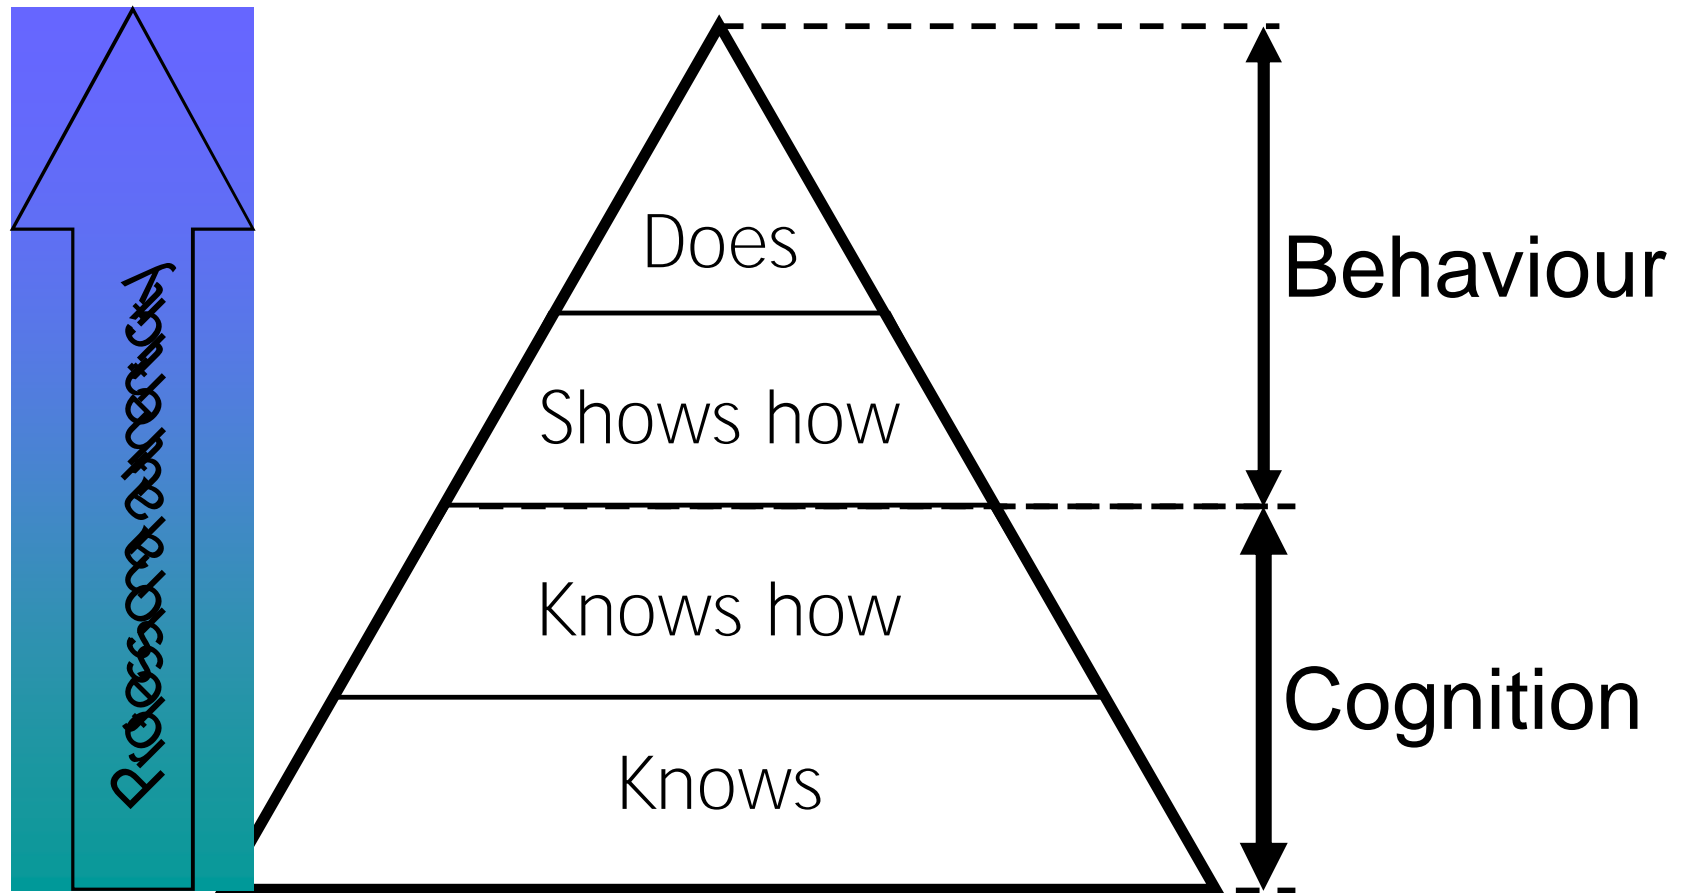 Does
Shows how
Knows how
Knows
Behaviour
Cognition